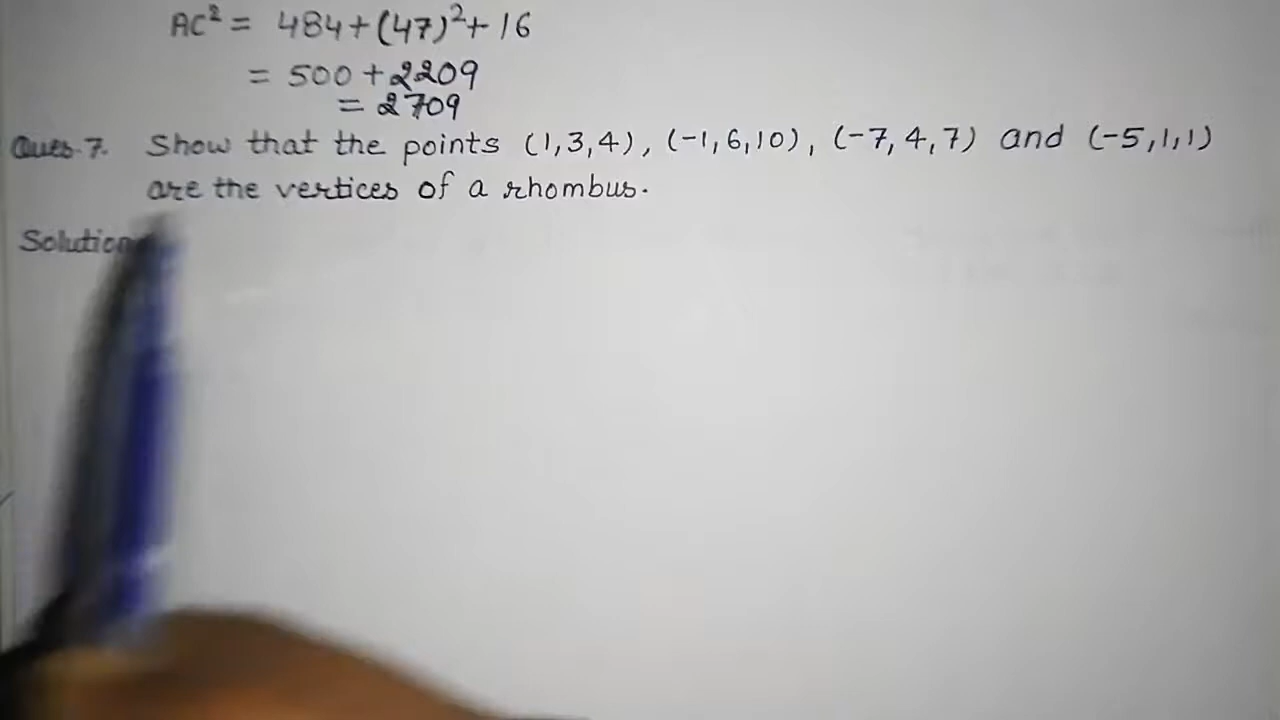 AC² = 484+(47)²+16
= 500+2209
= 2709
Ques.7. Show that the points (1,3,4), (-1,6,10), (-7,4,7) and (-5,1,1)
are the vertices of a rhombus.
Solution